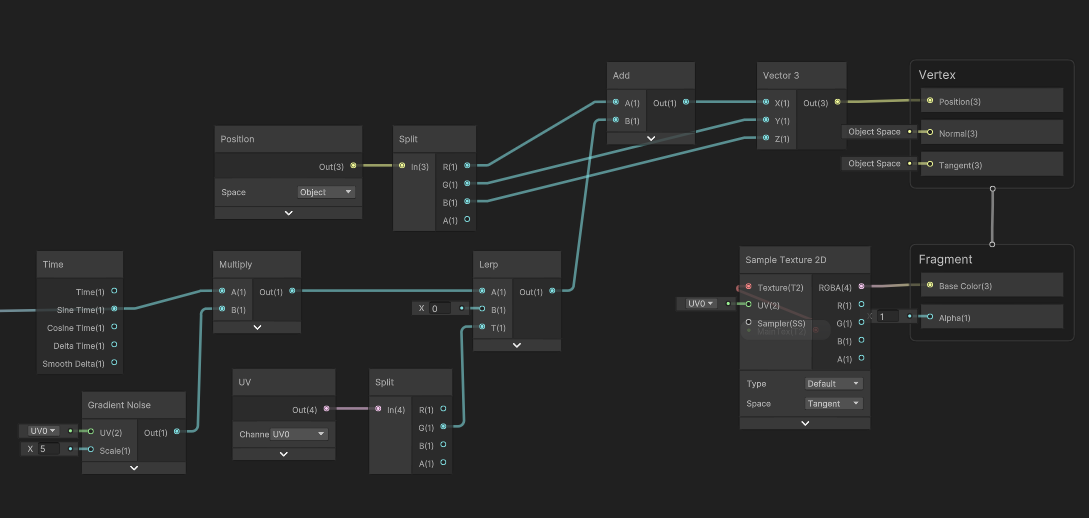 Position
Out(3)
Space
Object
Split
In(3)
R(1)
G(1)
B(1)
A(1)
Add
A(1)
Out(1)
B(1)
Vector 3
X(1)
Out(3)
Y(1)
Z(1)
Vertex
Position(3)
Object Space
Normal(3)
Object Space
Tangent(3)
Time
Time(1)
Sine Time(1)
Cosine Time(1)
Delta Time(1)
Smooth Delta(1)
Multiply
A(1)
Out(1)
B(1)
Lerp
A(1)
Out(1)
X 0
B(1)
T(1)
Gradient Noise
UV0
UV(2)
Out(1)
X 5
Scale(1)
UV
Out(4)
Channe UV0
Split
In(4)
R(1)
G(1)
B(1)
A(1)
Sample Texture 2D
Texture(T2)
RGBA(4)
UV0
UV(2)
R(1)
Sampler(SS)
G(1)
B(1)
A(1)
Type
Default
Space
Tangent
Fragment
Base Color(3)
1
Alpha(1)